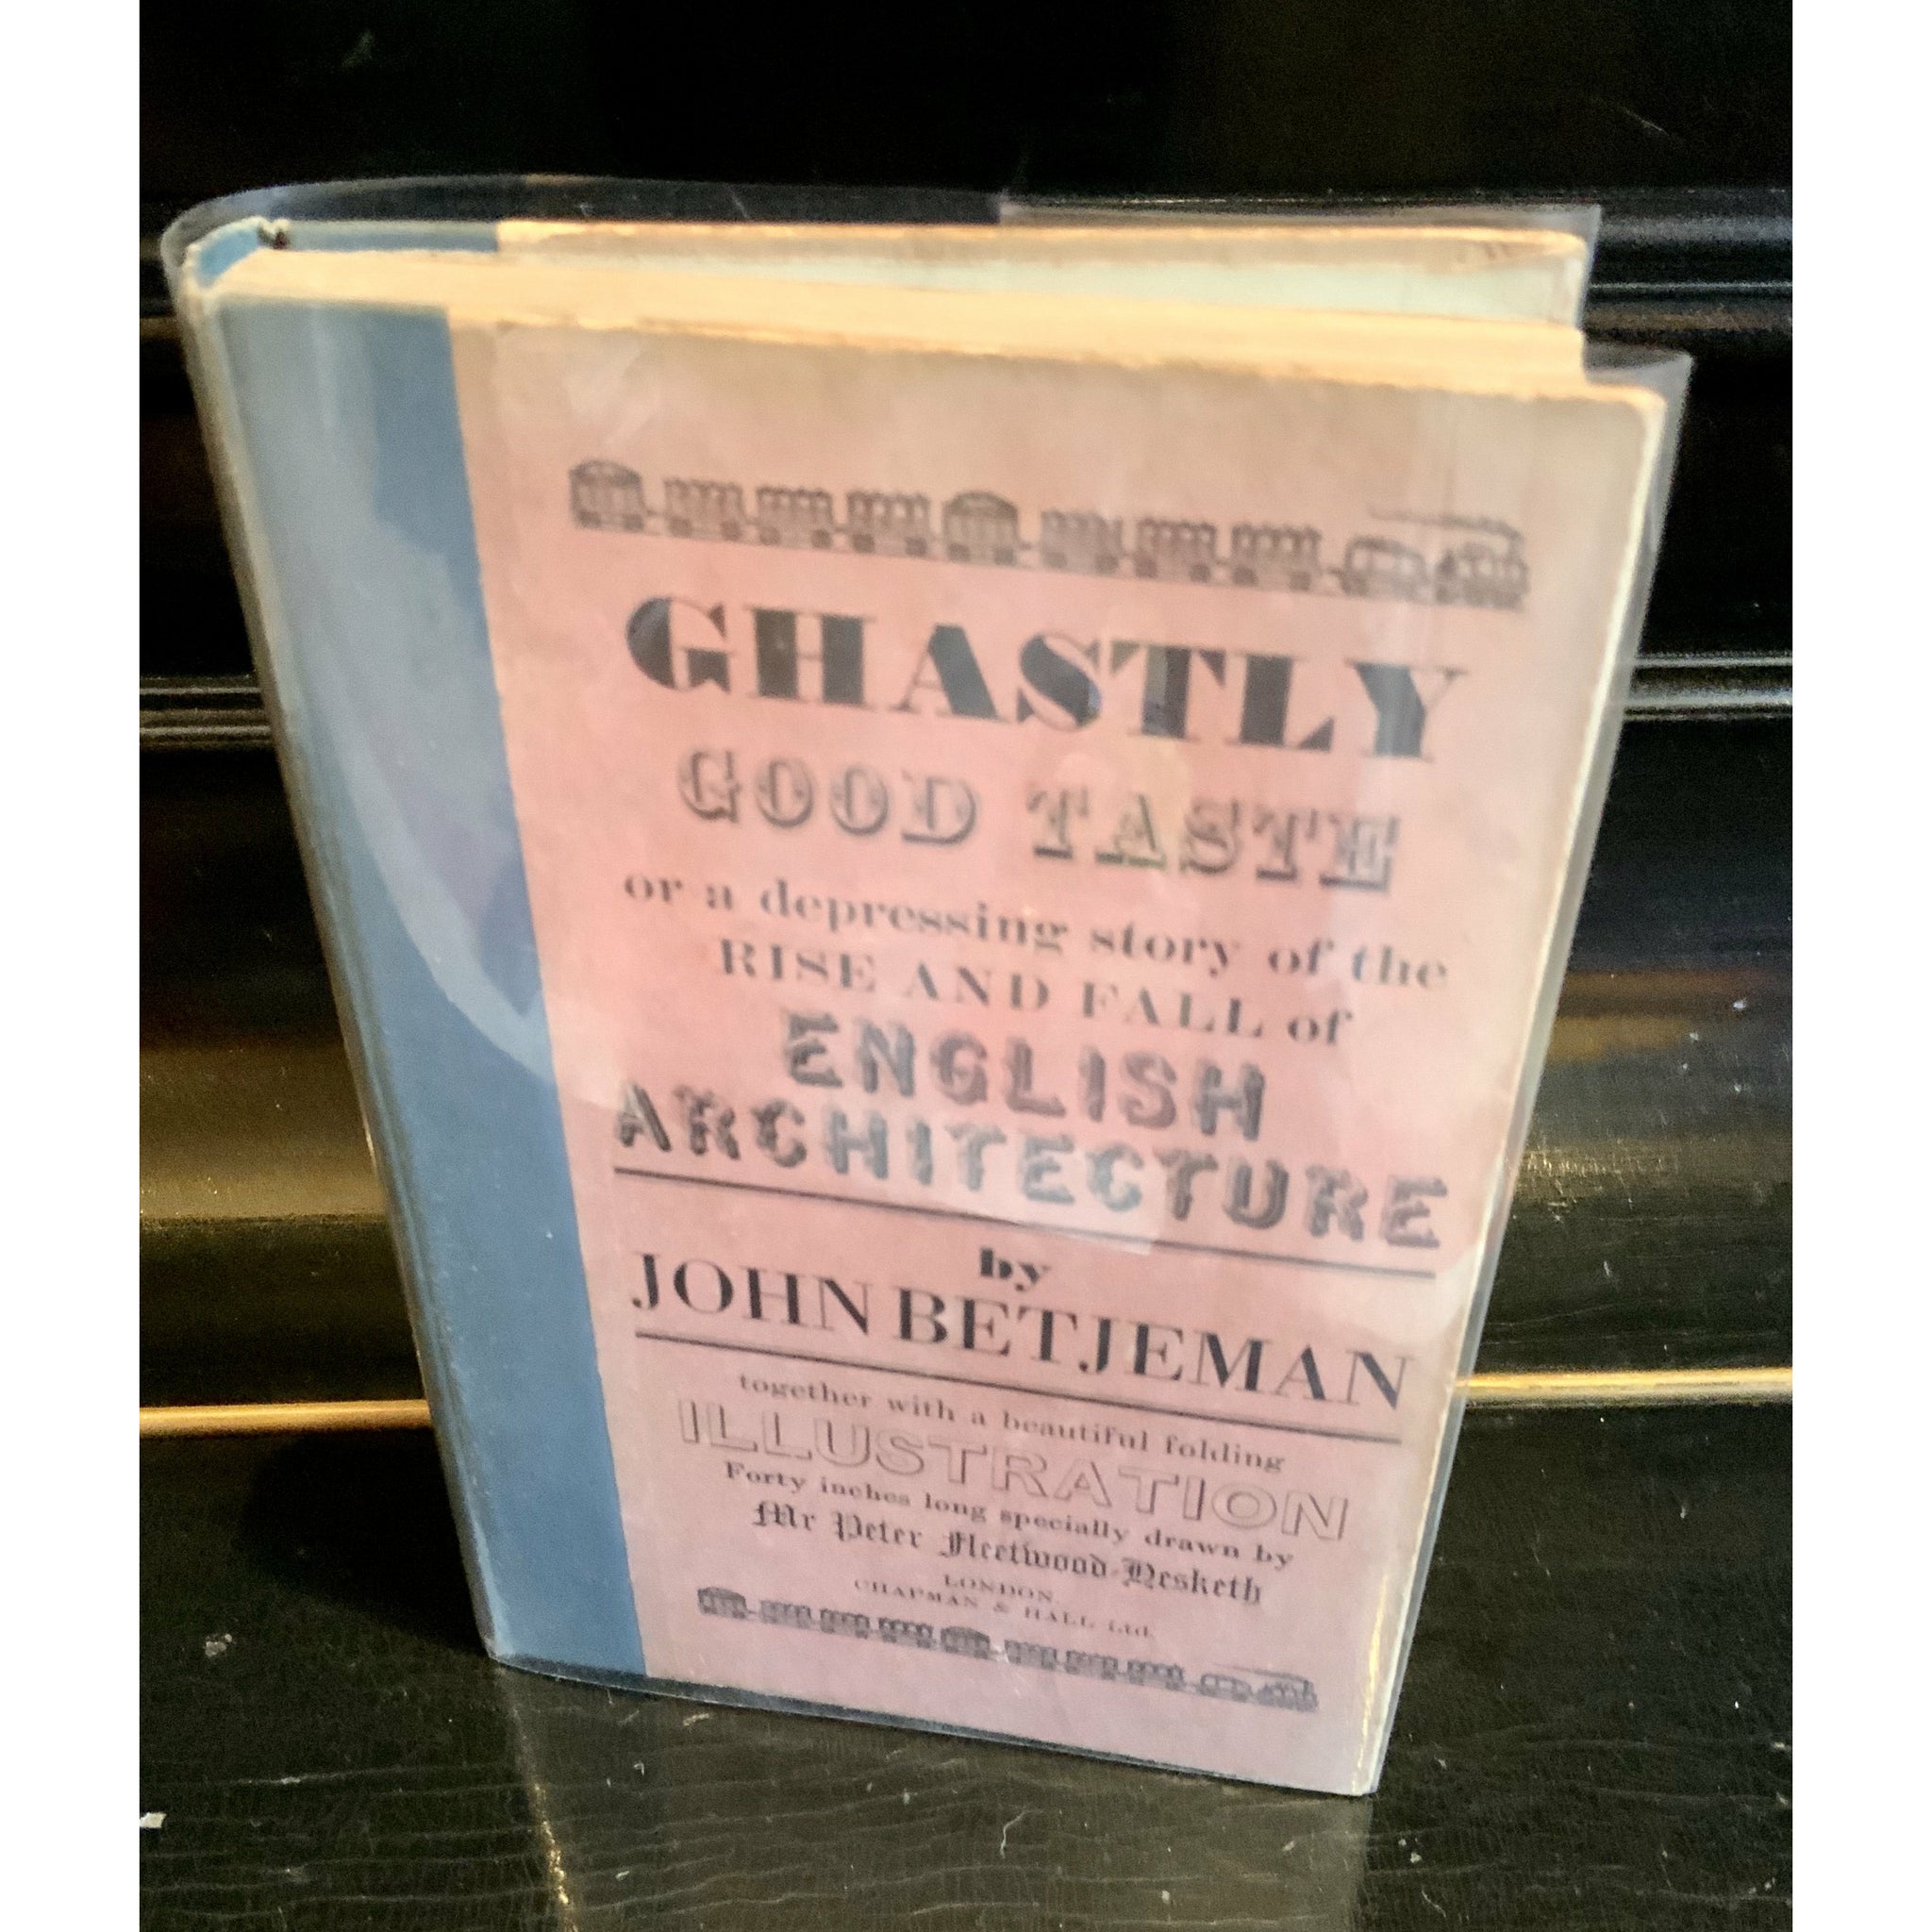 GHASTLY
GOOD TASTE
or a depressing story of the
RISE AND FALL of
ENGLISH
ARCHITECTURE
by
JOHN BETJEMAN
together with a beautiful folding
ILLUSTRATION
Forty inches long specially drawn by
Mr Peter Fleetwood-Hesketh
LONDON
CHAPMAN & HALL Ltd.